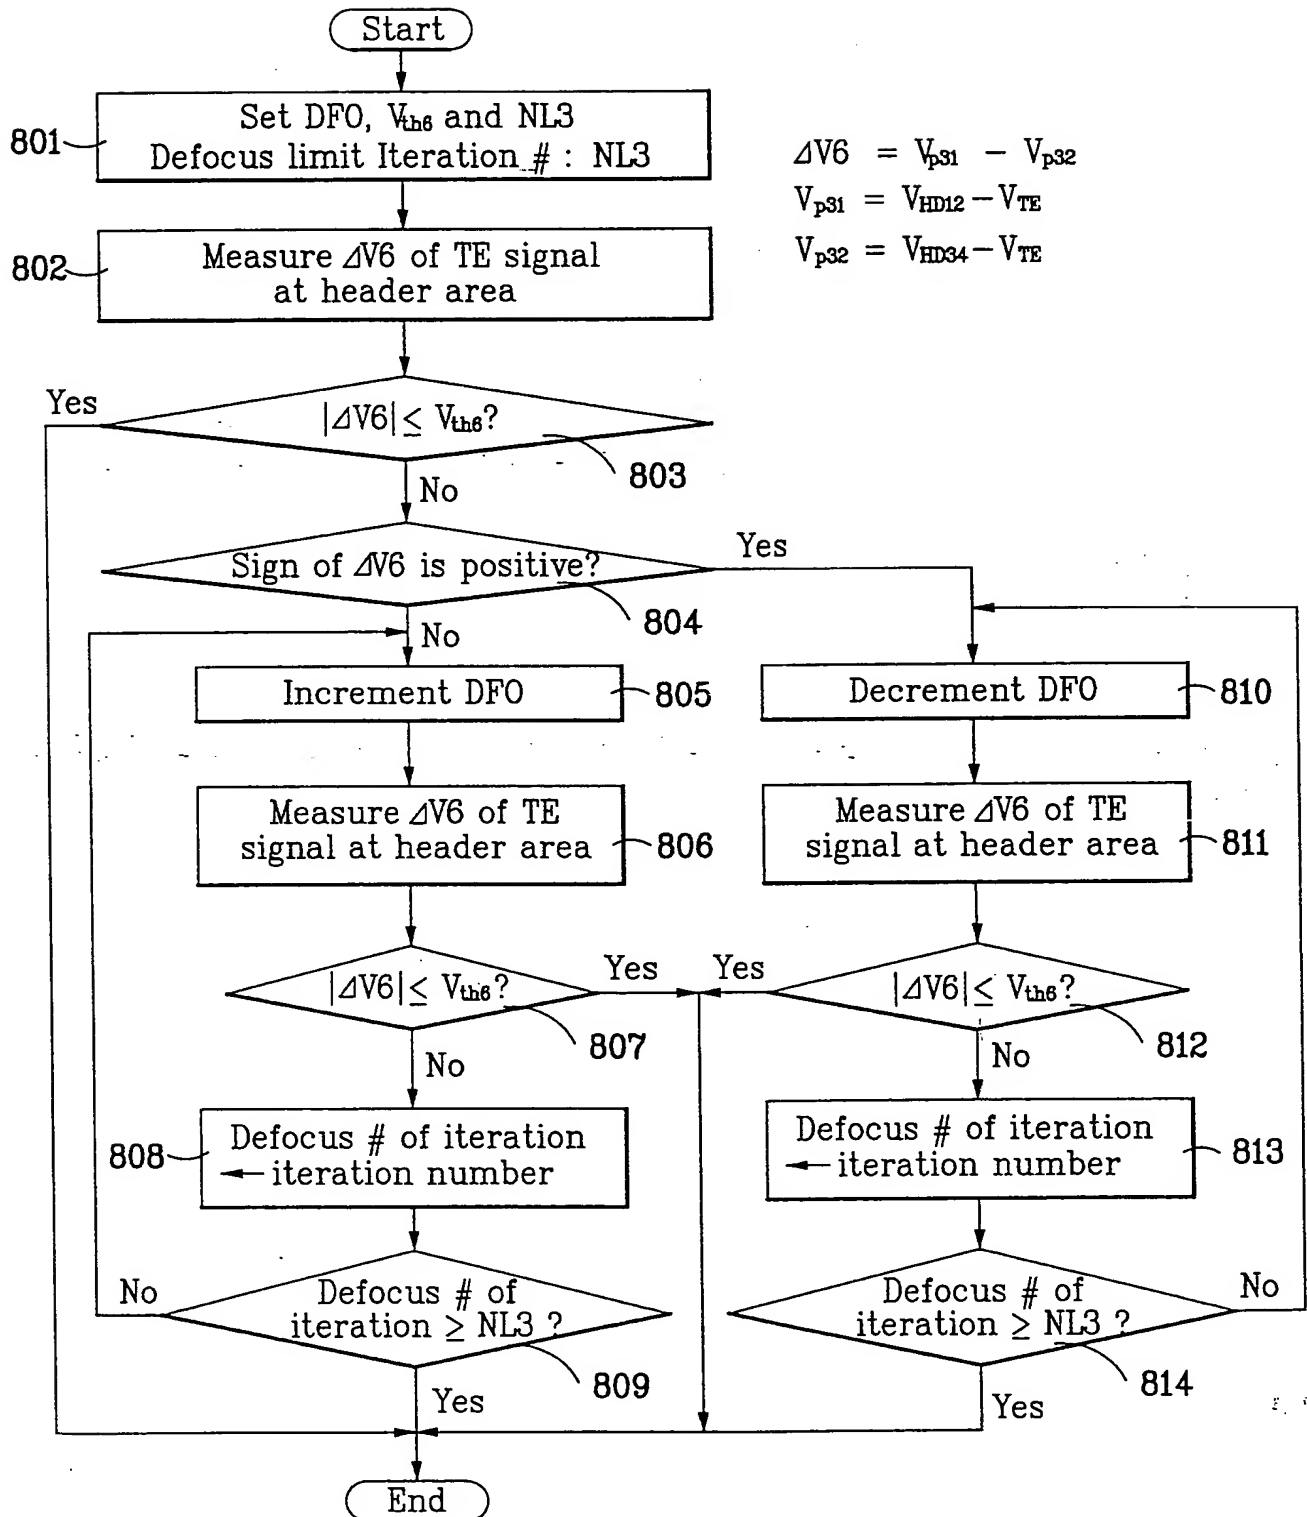 Start
801
Set DFO, Vth6 and NL3
Defocus limit Iteration # : NL3
ΔV6 = Vp31 - Vp32
Vp31 = VHD12 - VTE
Vp32 = VHD34 - VTE
802
Measure ΔV6 of TE signal
at header area
Yes
|ΔV6| ≤ Vth6?
803
No
Sign of ΔV6 is positive?
Yes
804
No
Increment DFO
805
Decrement DFO
810
Measure ΔV6 of TE
signal at header area
806
Measure ΔV6 of TE
signal at header area
811
|ΔV6| ≤ Vth6?
Yes
Yes
|ΔV6| ≤ Vth6?
807
812
No
No
808
Defocus # of iteration
← iteration number
Defocus # of iteration
← iteration number
813
No
Defocus # of
iteration ≥ NL3 ?
Defocus # of
iteration ≥ NL3 ?
No
809
814
Yes
Yes
End